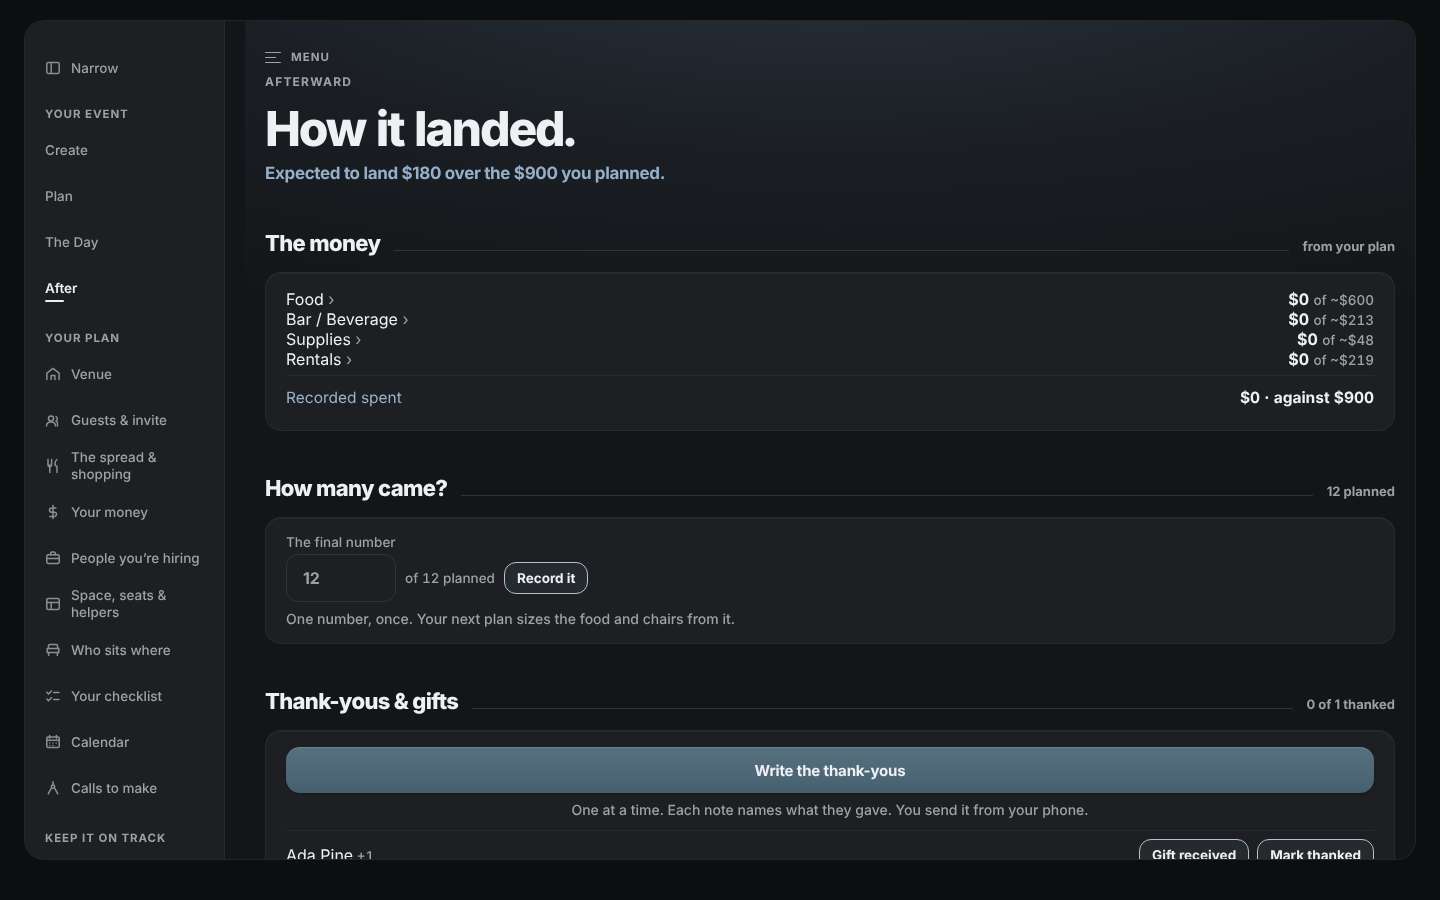 Narrow
YOUR EVENT
Create
Plan
The Day
After
YOUR PLAN
Venue
Guests & invite
The spread &
shopping
Your money
People you’re hiring
Space, seats &
helpers
Who sits where
Your checklist
Calendar
Calls to make
KEEP IT ON TRACK
MENU
AFTERWARD
How it landed.
Expected to land $180 over the $900 you planned.
The money
from your plan
Food › $0 of ~$600
Bar / Beverage › $0 of ~$213
Supplies › $0 of ~$48
Rentals › $0 of ~$219
Recorded spent $0 · against $900
How many came?
12 planned
The final number
12 of 12 planned Record it
One number, once. Your next plan sizes the food and chairs from it.
Thank-yous & gifts
0 of 1 thanked
Write the thank-yous
One at a time. Each note names what they gave. You send it from your phone.
Ada Pine +1 Gift received Mark thanked